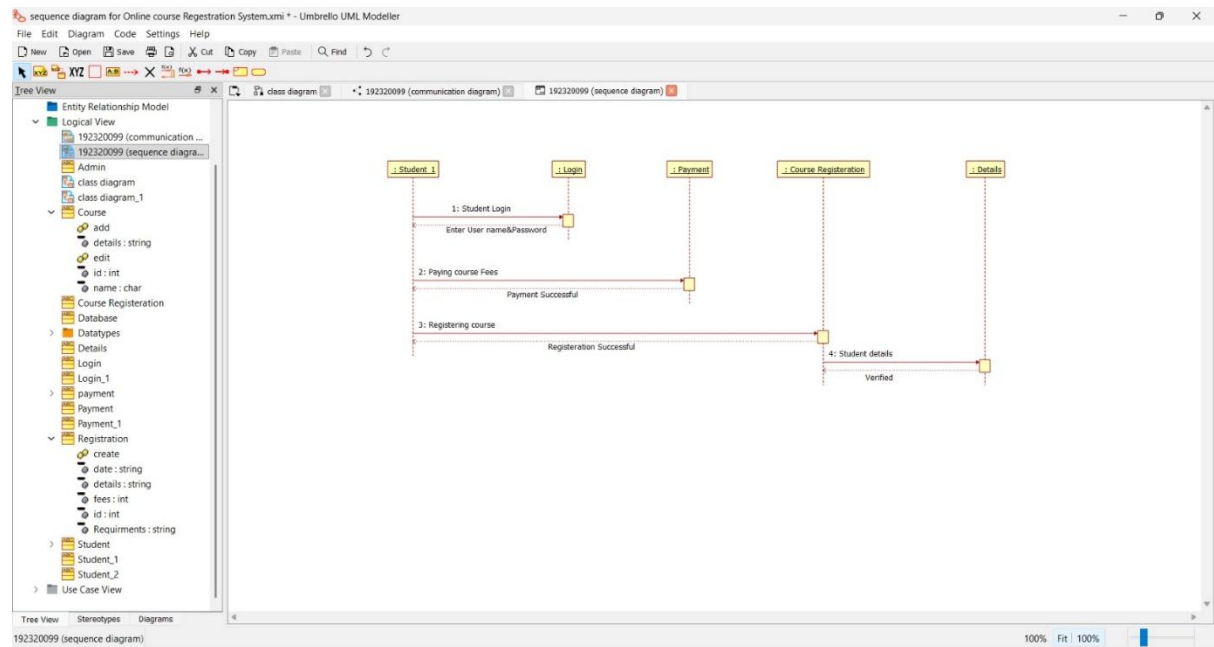 sequence diagram for Online course Regestration System.xmi * - Umbrello UML Modeller
File Edit Diagram Code Settings Help
New Open Save Cut Copy Paste Find
XYZ XYZ A.B
Tree View
class diagram 192320099 (communication diagram) 192320099 (sequence diagram)
Entity Relationship Model
Logical View
192320099 (communication ...
192320099 (sequence diagra...
Admin
class diagram
class diagram_1
Course
add
details : string
edit
id : int
name : char
Course Registeration
Database
Datatypes
Details
Login
Login_1
payment
Payment
Payment_1
Registration
create
date : string
details : string
fees : int
id : int
Requirments : string
Student
Student_1
Student_2
Use Case View
Tree View Stereotypes Diagrams
: Student_1 : Login : Payment : Course Registeration : Details
1: Student Login
Enter User name&Password
2: Paying course Fees
Payment Successful
3: Registering course
Registeration Successful
4: Student details
Verified
192320099 (sequence diagram)
100% Fit 100%